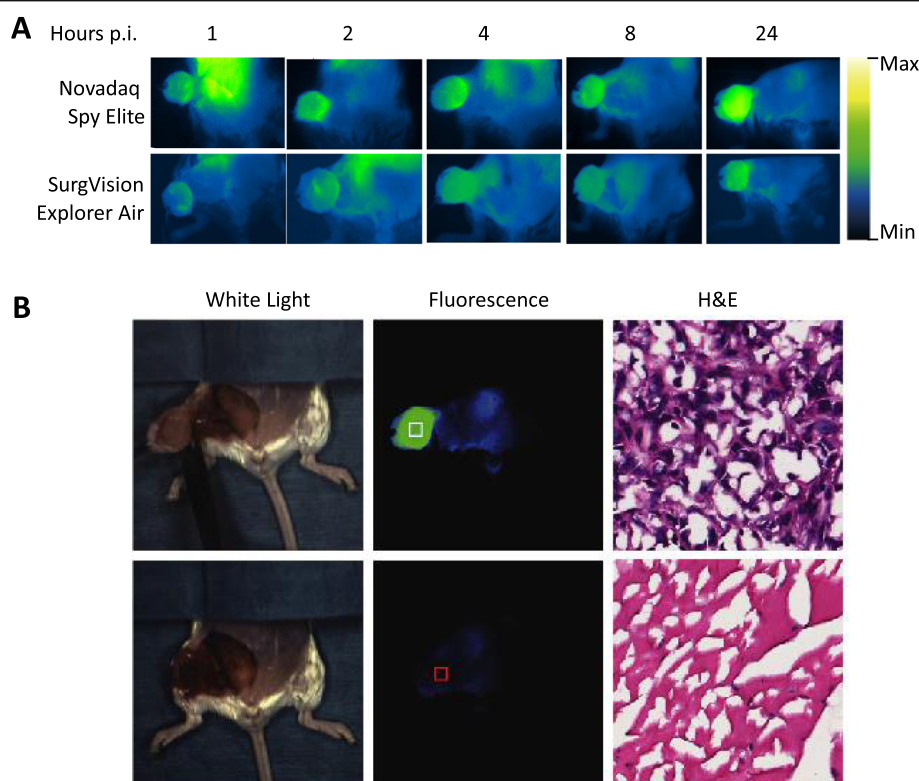 A
Hours p.i. 1 2 4 8 24
Novadaq
Spy Elite
SurgVision
Explorer Air
Max
Min
B
White Light Fluorescence H&E